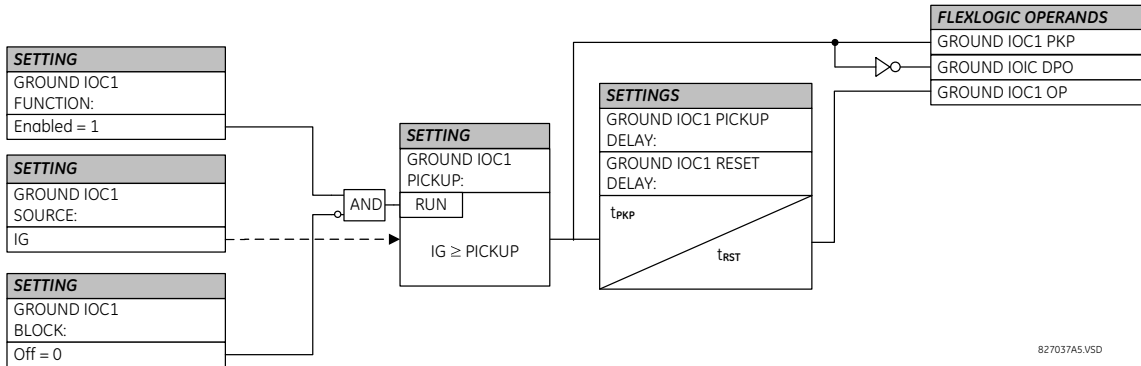 SETTING
GROUND IOC1
FUNCTION:
Enabled = 1
SETTING
GROUND IOC1
SOURCE:
IG
SETTING
GROUND IOC1
BLOCK:
Off = 0
AND
SETTING
GROUND IOC1
PICKUP:
RUN
IG ≥ PICKUP
SETTINGS
GROUND IOC1 PICKUP
DELAY:
GROUND IOC1 RESET
DELAY:
tPKP
tRST
FLEXLOGIC OPERANDS
GROUND IOC1 PKP
GROUND IOIC DPO
GROUND IOC1 OP
827037A5.VSD